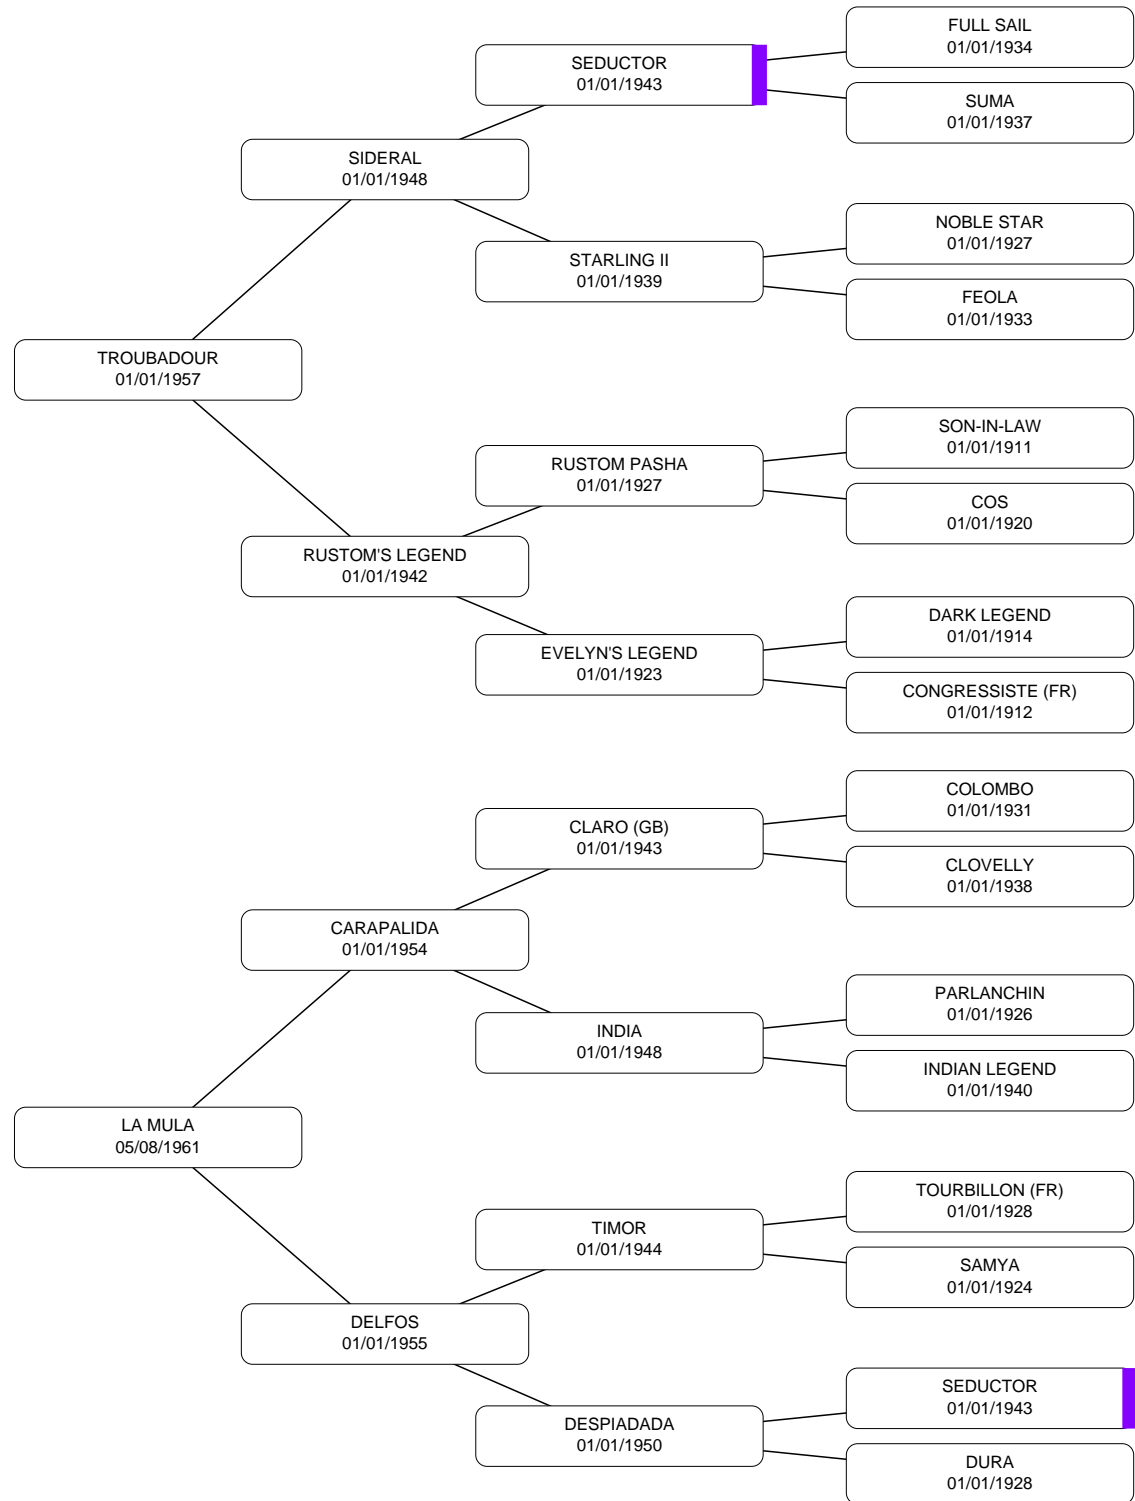 FULL SAIL
01/01/1934
SEDUCTOR
01/01/1943
SUMA
01/01/1937
SIDERAL
01/01/1948
NOBLE STAR
01/01/1927
STARLING II
01/01/1939
FEOLA
01/01/1933
TROUBADOUR
01/01/1957
SON-IN-LAW
01/01/1911
RUSTOM PASHA
01/01/1927
COS
01/01/1920
RUSTOM'S LEGEND
01/01/1942
DARK LEGEND
01/01/1914
EVELYN'S LEGEND
01/01/1923
CONGRESSISTE (FR)
01/01/1912
COLOMBO
01/01/1931
CLARO (GB)
01/01/1943
CLOVELLY
01/01/1938
CARAPALIDA
01/01/1954
PARLANCHIN
01/01/1926
INDIA
01/01/1948
INDIAN LEGEND
01/01/1940
LA MULA
05/08/1961
TOURBILLON (FR)
01/01/1928
TIMOR
01/01/1944
SAMYA
01/01/1924
DELFOS
01/01/1955
SEDUCTOR
01/01/1943
DESPIADADA
01/01/1950
DURA
01/01/1928